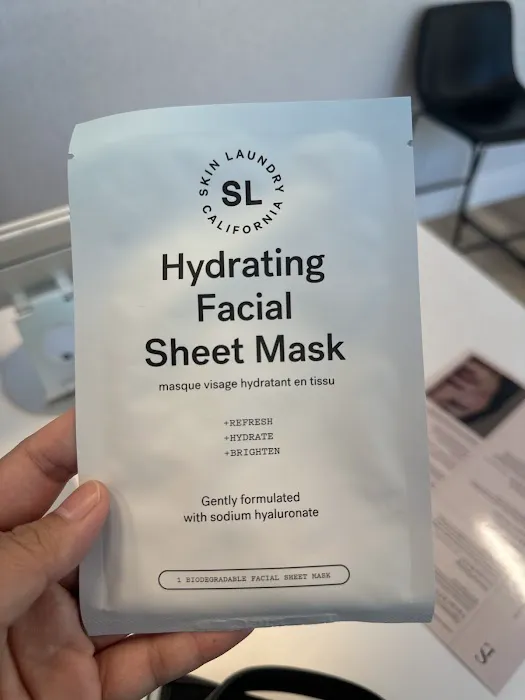 SKIN LAUNDRY
SL
CALIFORNIA
Hydrating
Facial
Sheet Mask
masque visage hydratant en tissu
+REFRESH
+HYDRATE
+BRIGHTEN
Gently formulated
with sodium hyaluronate
1 BIODEGRADABLE FACIAL SHEET MASK